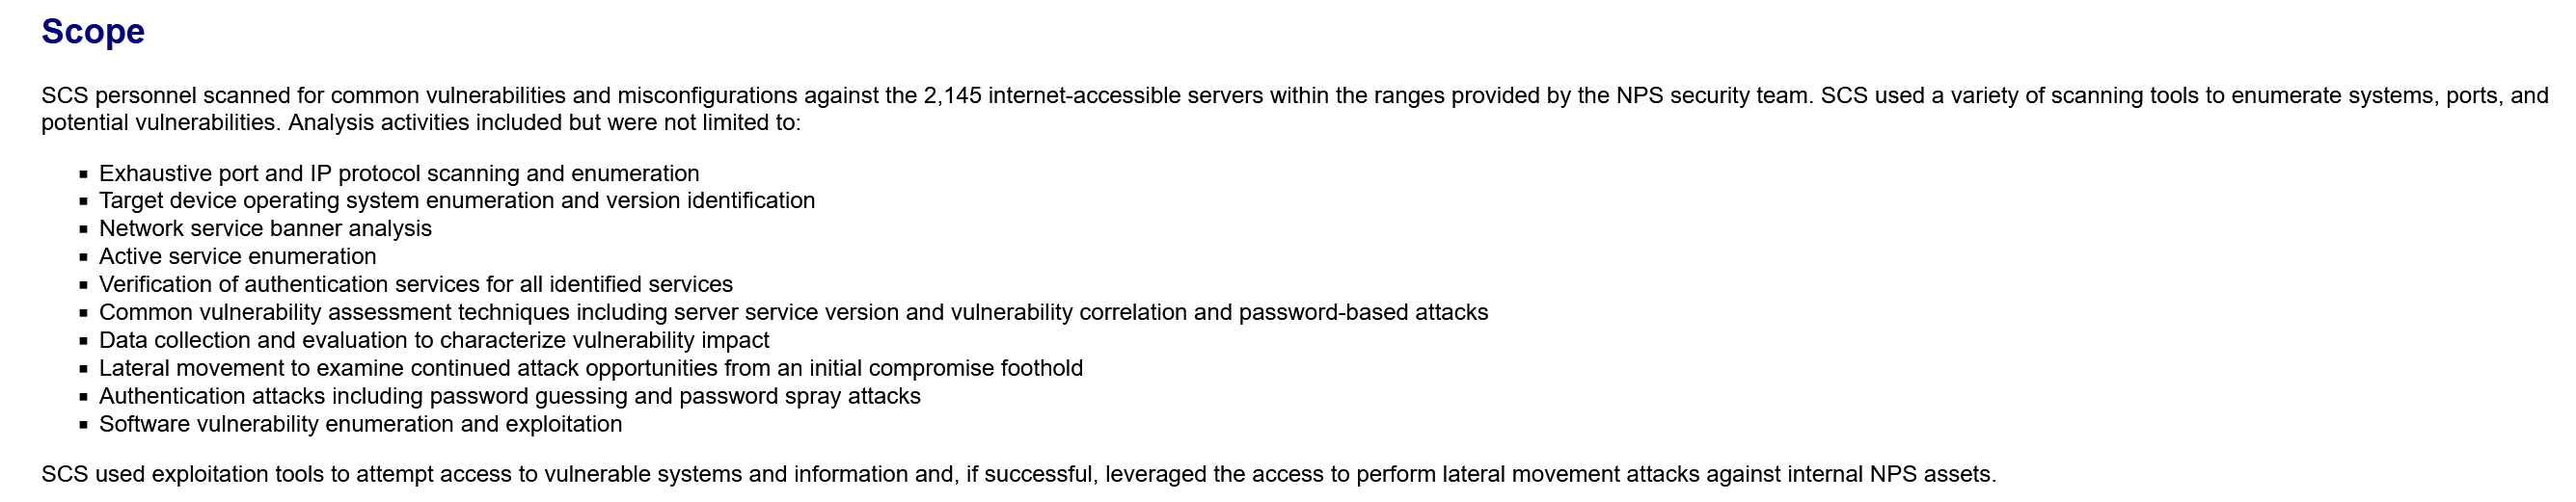 Scope
SCS personnel scanned for common vulnerabilities and misconfigurations against the 2,145 internet-accessible servers within the ranges provided by the NPS security team. SCS used a variety of scanning tools to enumerate systems, ports, and
potential vulnerabilities. Analysis activities included but were not limited to:
▪ Exhaustive port and IP protocol scanning and enumeration
▪ Target device operating system enumeration and version identification
▪ Network service banner analysis
▪ Active service enumeration
▪ Verification of authentication services for all identified services
▪ Common vulnerability assessment techniques including server service version and vulnerability correlation and password-based attacks
▪ Data collection and evaluation to characterize vulnerability impact
▪ Lateral movement to examine continued attack opportunities from an initial compromise foothold
▪ Authentication attacks including password guessing and password spray attacks
▪ Software vulnerability enumeration and exploitation
SCS used exploitation tools to attempt access to vulnerable systems and information and, if successful, leveraged the access to perform lateral movement attacks against internal NPS assets.